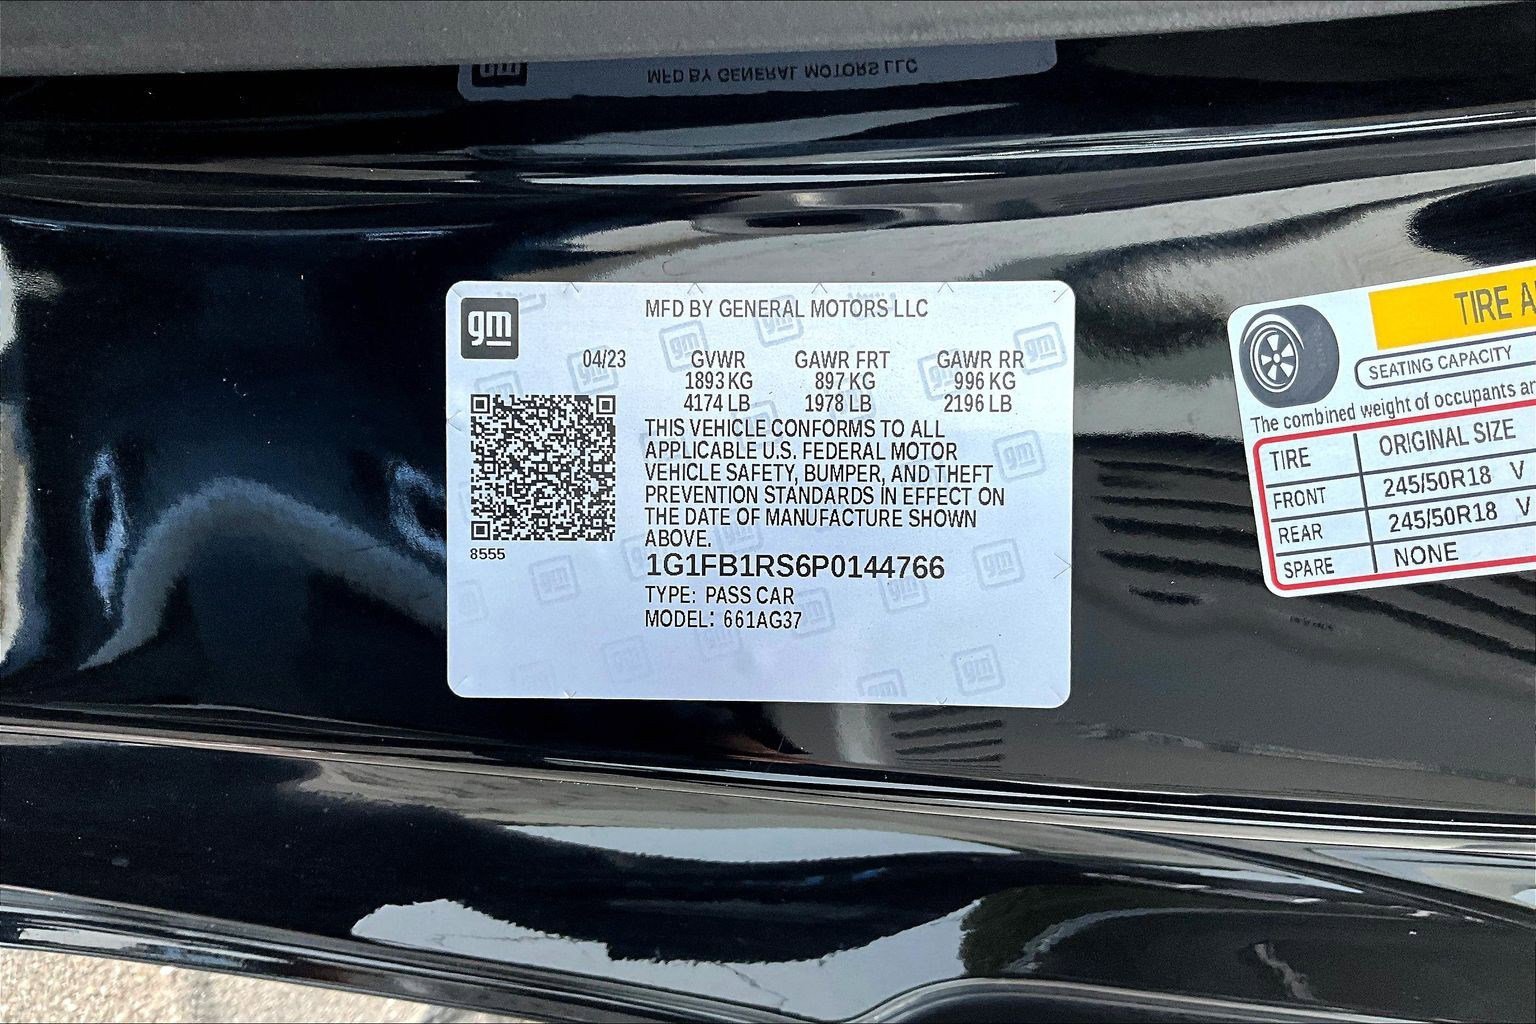 MFD BY GENERAL MOTORS LLC
gm
MFD BY GENERAL MOTORS LLC
04/23 GVWR GAWR FRT GAWR RR
1893 KG 897 KG 996 KG
4174 LB 1978 LB 2196 LB
THIS VEHICLE CONFORMS TO ALL
APPLICABLE U.S. FEDERAL MOTOR
VEHICLE SAFETY, BUMPER, AND THEFT
PREVENTION STANDARDS IN EFFECT ON
THE DATE OF MANUFACTURE SHOWN
ABOVE.
8555
1G1FB1RS6P0144766
TYPE: PASS CAR
MODEL: 661AG37
TIRE A
SEATING CAPACITY
The combined weight of occupants an
TIRE ORIGINAL SIZE
FRONT 245/50R18 V
REAR 245/50R18 V
SPARE NONE